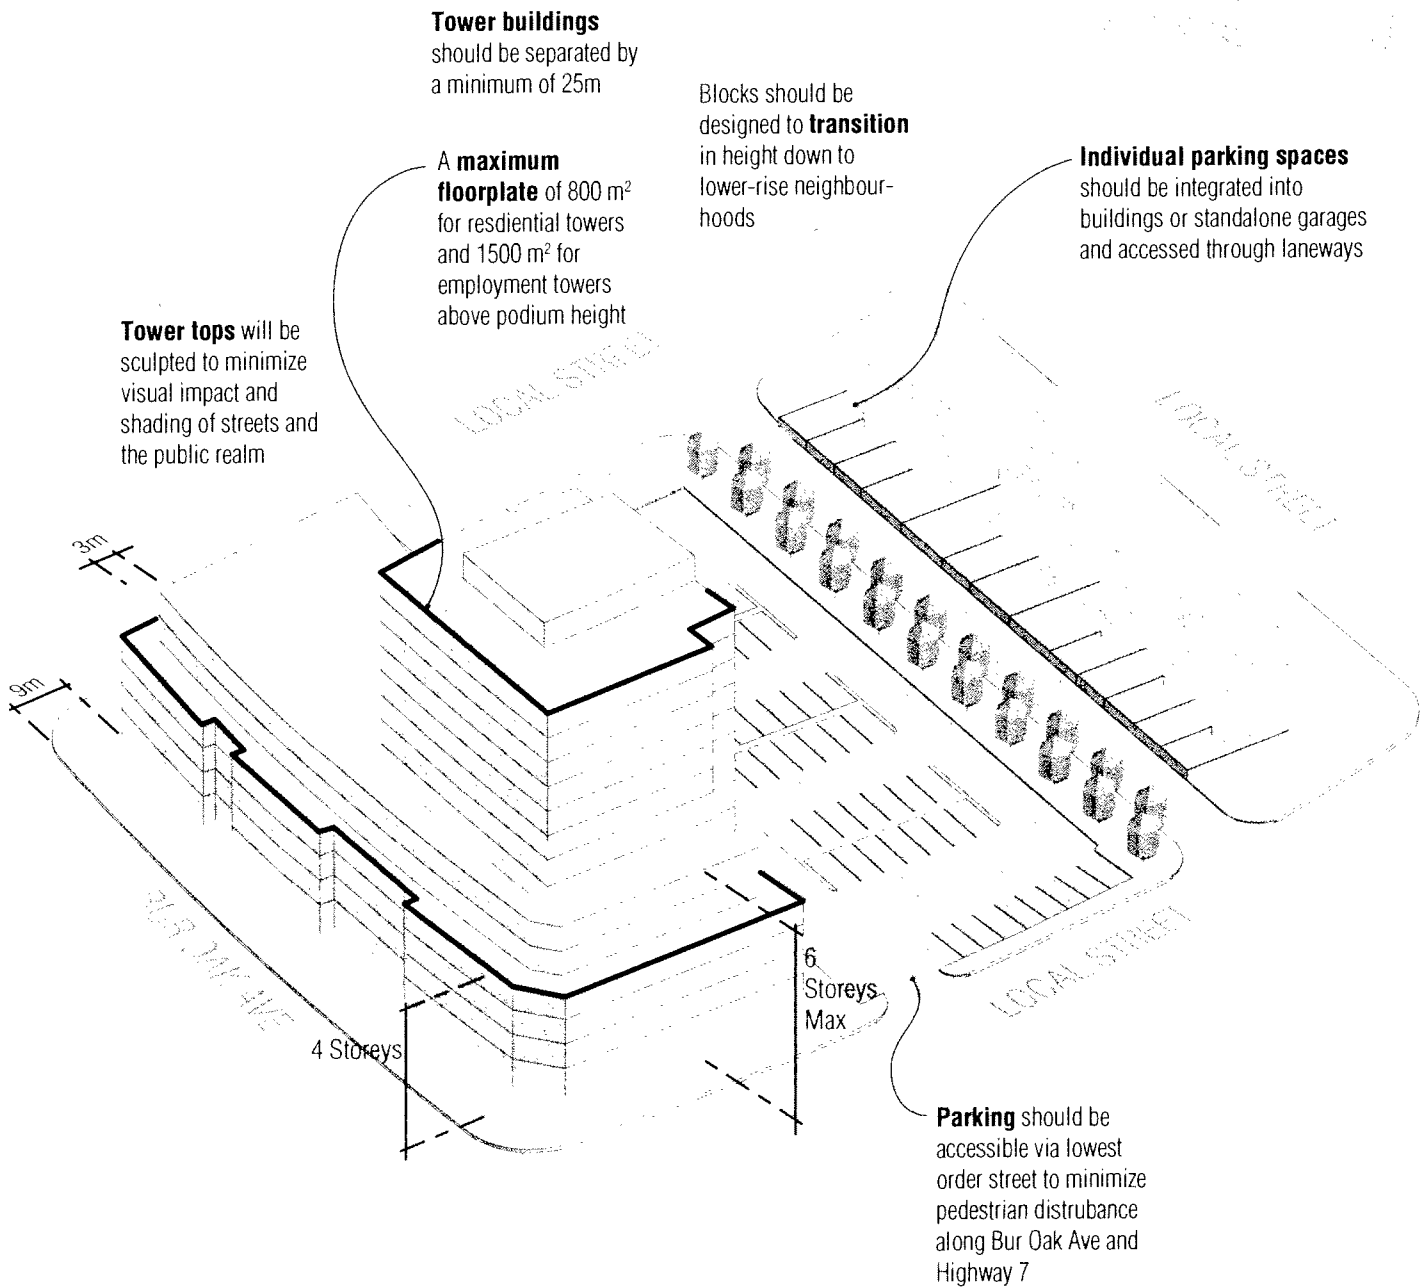 Tower buildings
should be separated by
a minimum of 25m
Blocks should be
designed to transition
in height down to
lower-rise neighbour-
hoods
A maximum
floorplate of 800 m²
for resdiential towers
and 1500 m² for
employment towers
above podium height
Individual parking spaces
should be integrated into
buildings or standalone garages
and accessed through laneways
Tower tops will be
sculpted to minimize
visual impact and
shading of streets and
the public realm
LOCAL STREET
LOCAL STREET
3m
9m
BUR OAK AVE
4 Storeys
6
Storeys
Max
LOCAL STREET
Parking should be
accessible via lowest
order street to minimize
pedestrian distrubance
along Bur Oak Ave and
Highway 7